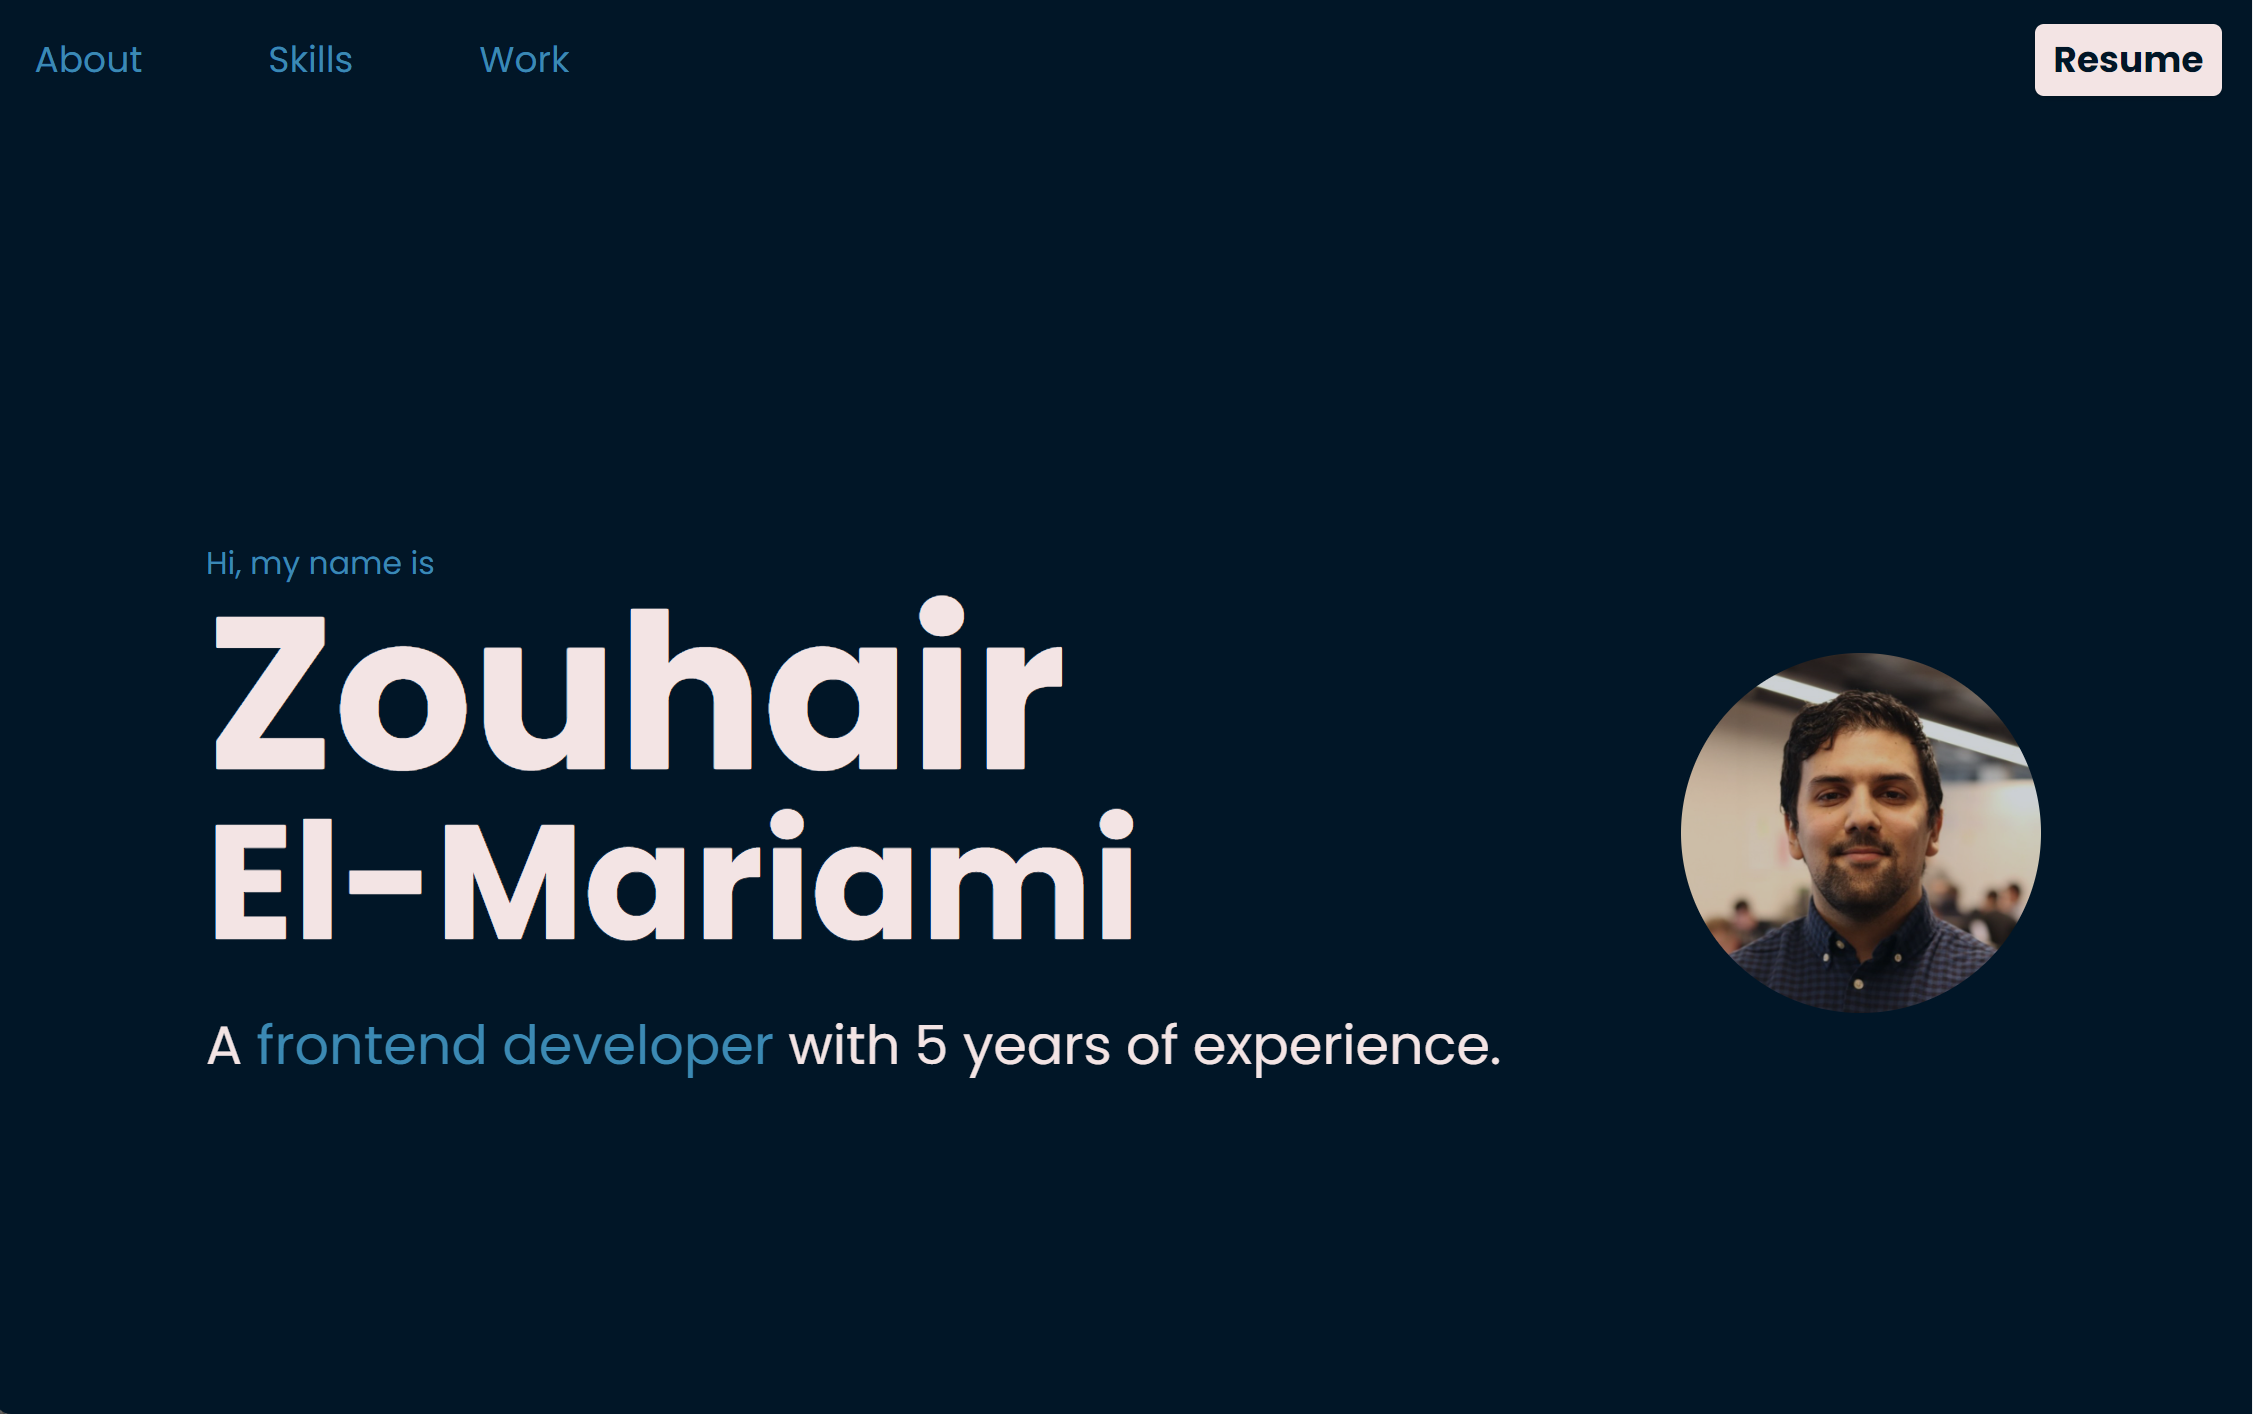 About Skills Work Resume
Hi, my name is
Zouhair
El-Mariami
A frontend developer with 5 years of experience.